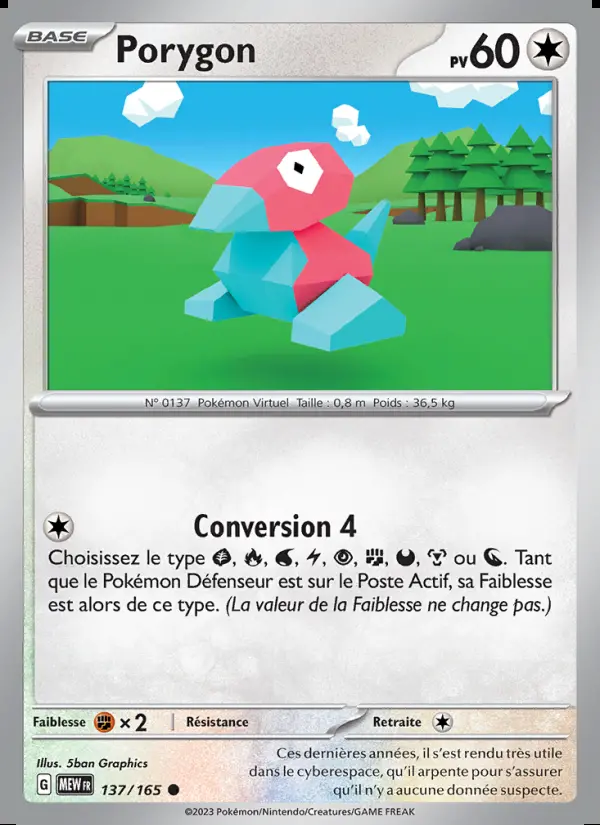 BASE
Porygon
PV60
N° 0137 Pokémon Virtuel Taille : 0,8 m Poids : 36,5 kg
Conversion 4
Choisissez le type , , , , , , , ou . Tant
que le Pokémon Défenseur est sur le Poste Actif, sa Faiblesse
est alors de ce type. (La valeur de la Faiblesse ne change pas.)
Faiblesse ×2 Résistance Retraite
Illus. 5ban Graphics
Ces dernières années, il s'est rendu très utile
dans le cyberespace, qu'il arpente pour s'assurer
qu'il n'y a aucune donnée suspecte.
G MEW FR 137/165
©2023 Pokémon/Nintendo/Creatures/GAME FREAK